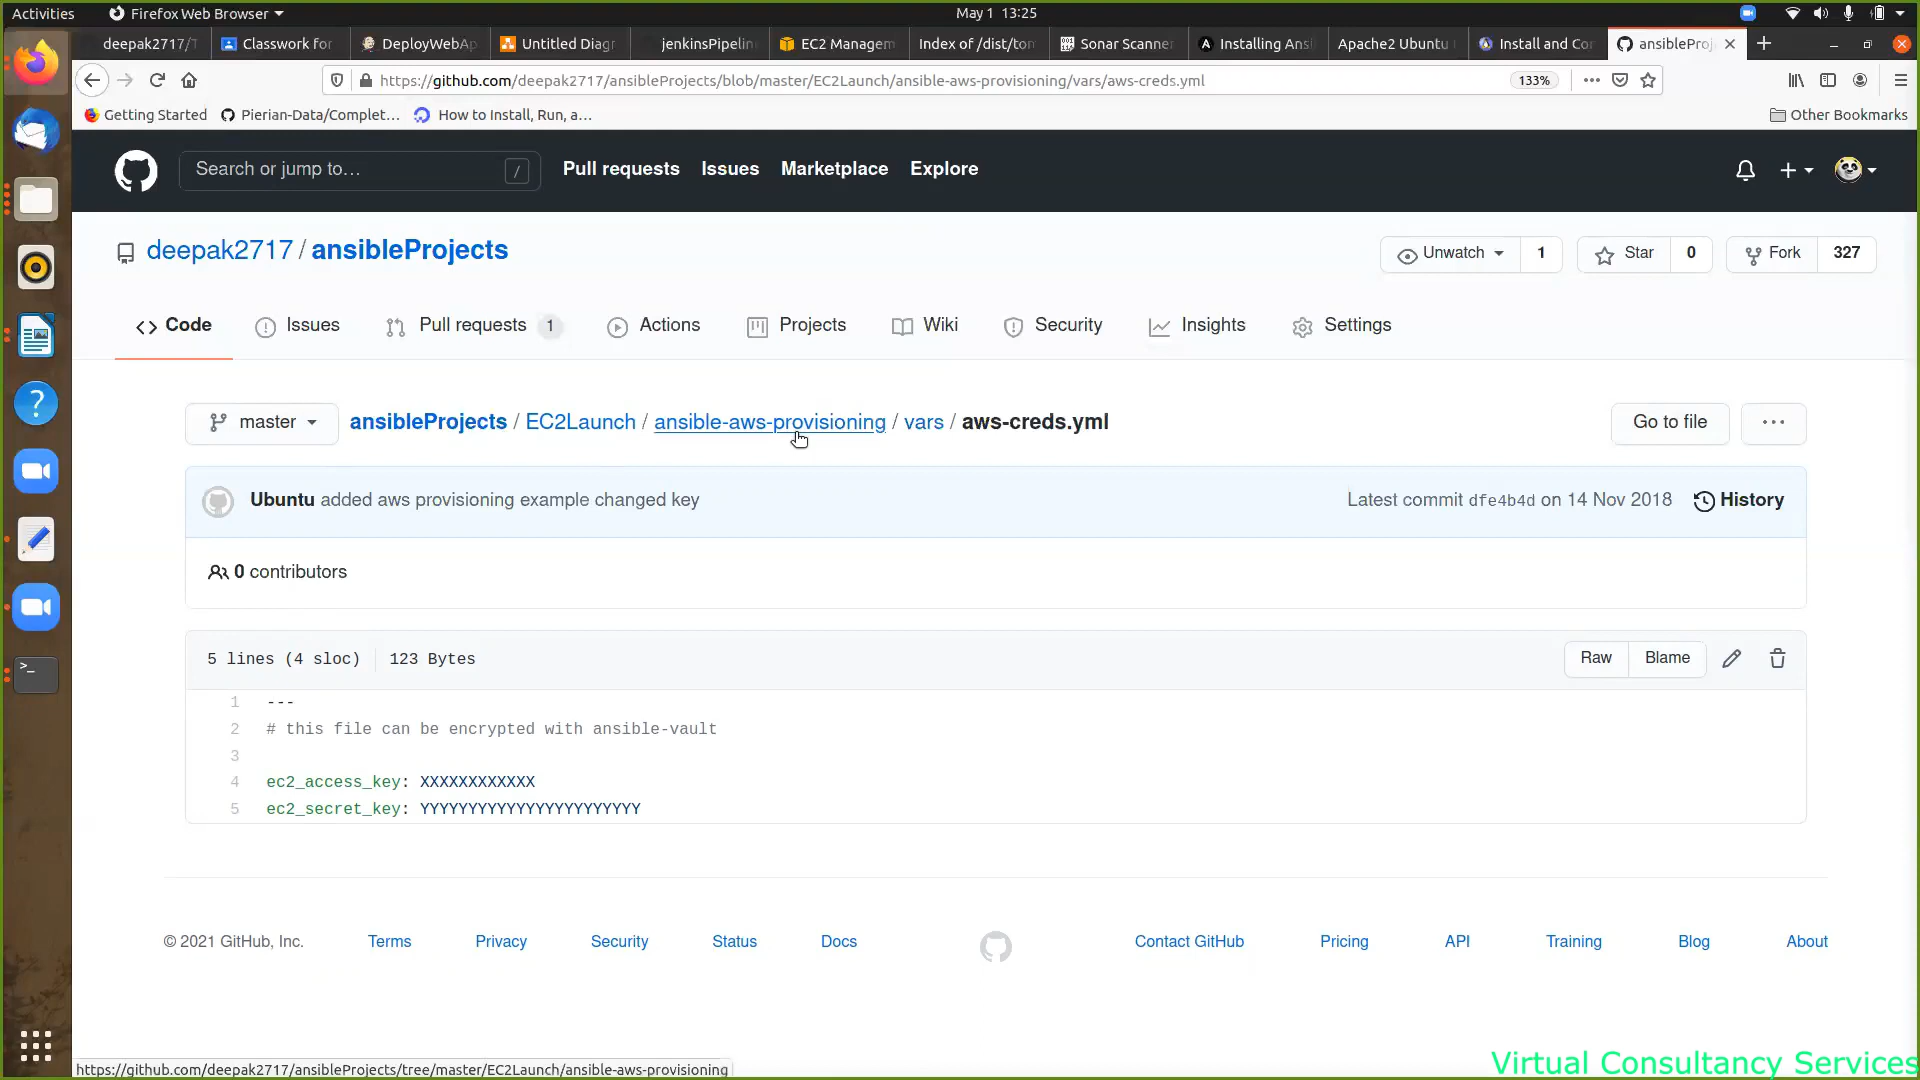 Activities
Firefox Web Browser
May 1 13:25
deepak2717/T
Classwork for
DeployWebAp
Untitled Diagr
jenkinsPipelin
EC2 Managem
Index of /dist/tom
Sonar Scanne
Installing Ansi
Apache2 Ubuntu
Install and Co
ansibleProj
https://github.com/deepak2717/ansibleProjects/blob/master/EC2Launch/ansible-aws-provisioning/vars/aws-creds.yml
133%
Getting Started
Pierian-Data/Complet...
How to Install, Run, a...
Other Bookmarks
Search or jump to...
/
Pull requests
Issues
Marketplace
Explore
deepak2717 / ansibleProjects
Unwatch 1
Star 0
Fork 327
Code
Issues
Pull requests 1
Actions
Projects
Wiki
Security
Insights
Settings
master
ansibleProjects / EC2Launch / ansible-aws-provisioning / vars / aws-creds.yml
Go to file
Ubuntu added aws provisioning example changed key
Latest commit dfe4b4d on 14 Nov 2018
History
0 contributors
5 lines (4 sloc)
123 Bytes
Raw
Blame
1 ---
2 # this file can be encrypted with ansible-vault
3
4 ec2_access_key: XXXXXXXXXXXX
5 ec2_secret_key: YYYYYYYYYYYYYYYYYYYYYYY
© 2021 GitHub, Inc.
Terms
Privacy
Security
Status
Docs
Contact GitHub
Pricing
API
Training
Blog
About
https://github.com/deepak2717/ansibleProjects/tree/master/EC2Launch/ansible-aws-provisioning
Virtual Consultancy Services